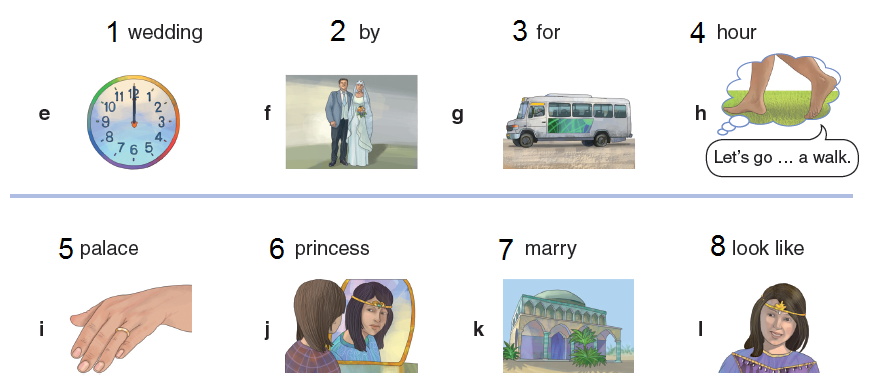 1 wedding 2 by 3 for 4 hour
e f g h
11 12 1
10 2
9 3
8 4
7 6 5
Let's go ... a walk.
5 palace 6 princess 7 marry 8 look like
i j k l